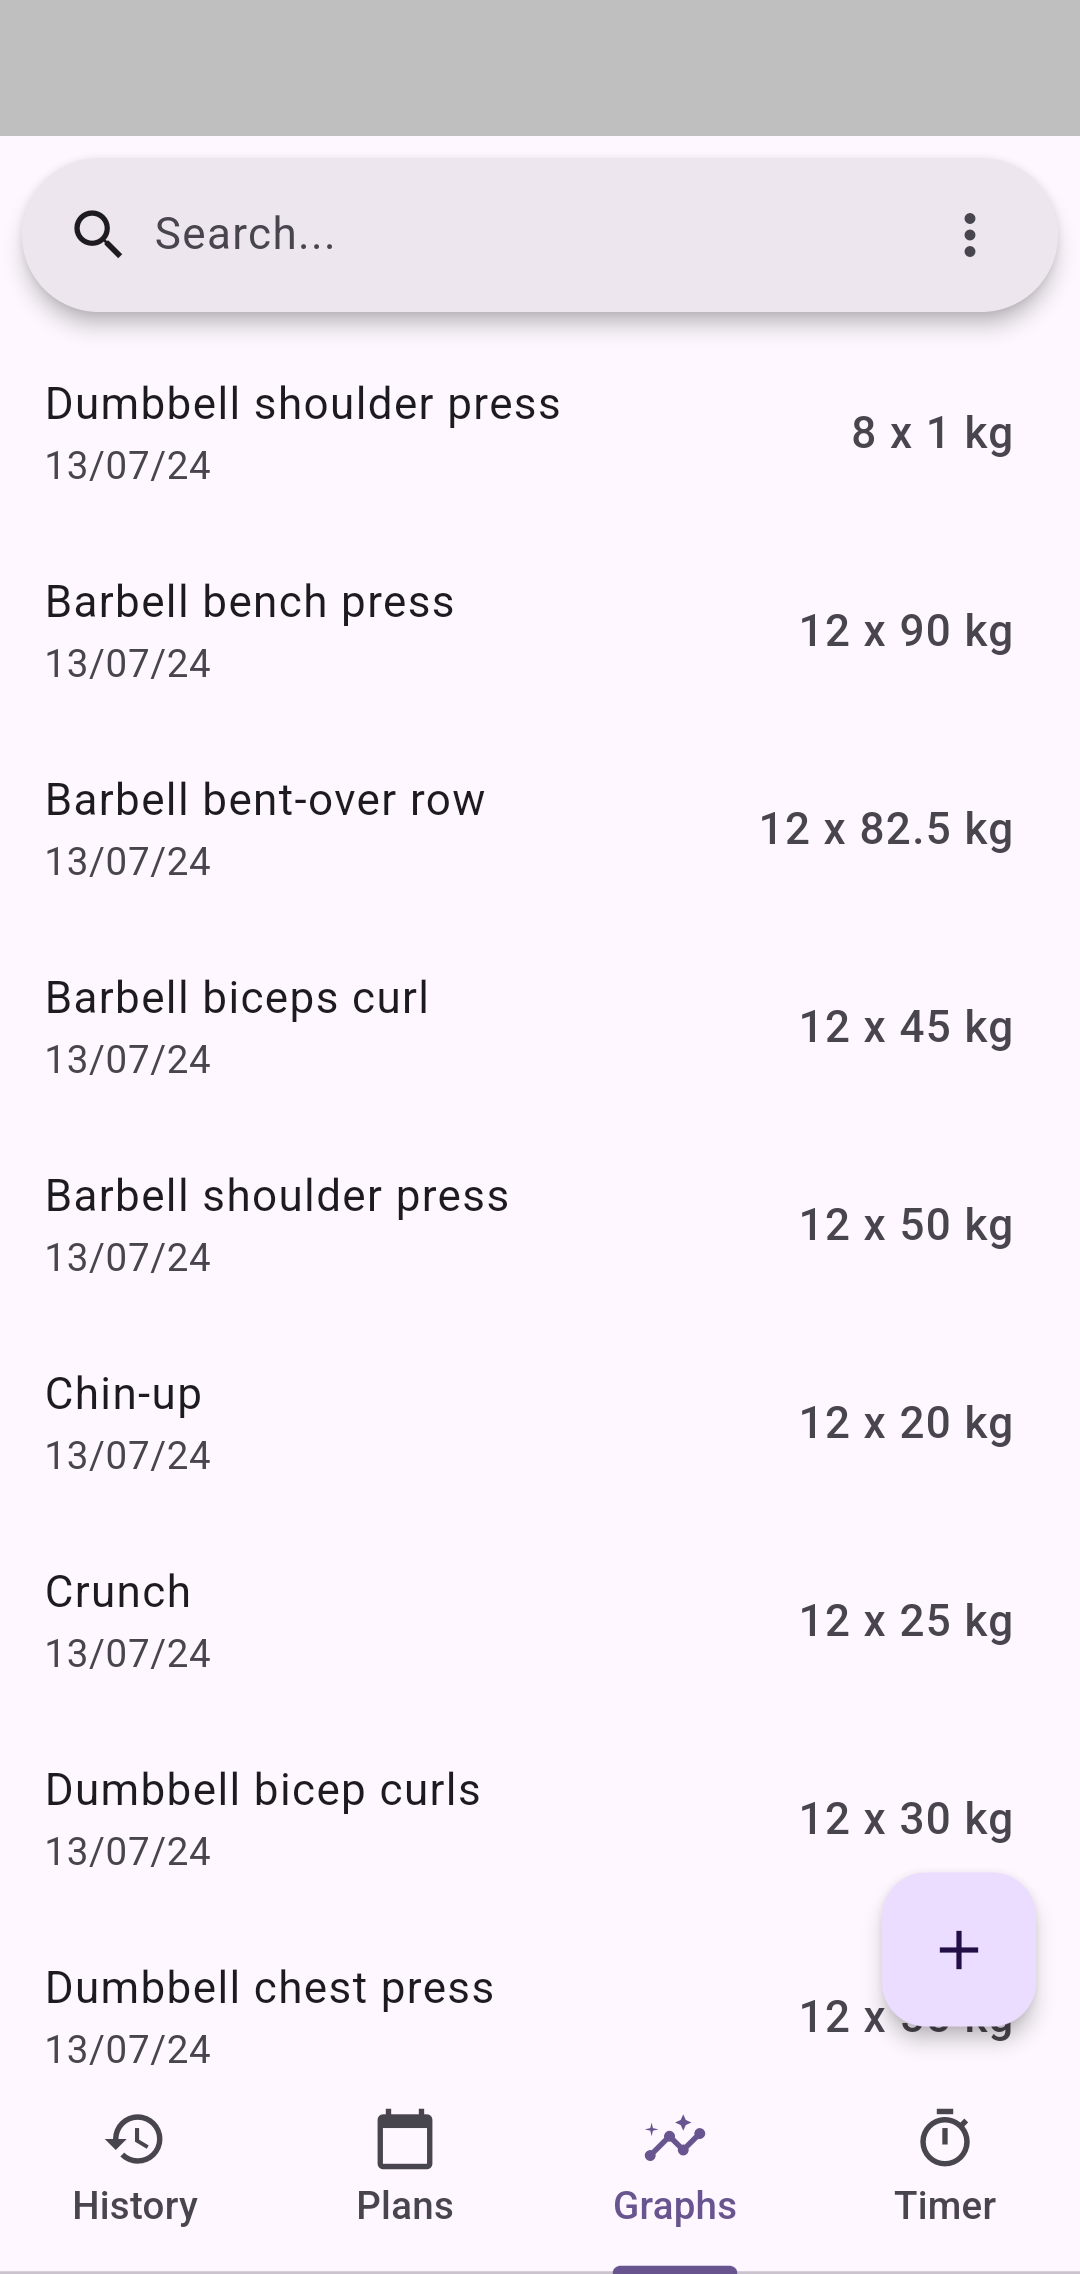 Search...
Dumbbell shoulder press
13/07/24
8 x 1 kg
Barbell bench press
13/07/24
12 x 90 kg
Barbell bent-over row
13/07/24
12 x 82.5 kg
Barbell biceps curl
13/07/24
12 x 45 kg
Barbell shoulder press
13/07/24
12 x 50 kg
Chin-up
13/07/24
12 x 20 kg
Crunch
13/07/24
12 x 25 kg
Dumbbell bicep curls
13/07/24
12 x 30 kg
Dumbbell chest press
13/07/24
12 x kg
History
Plans
Graphs
Timer